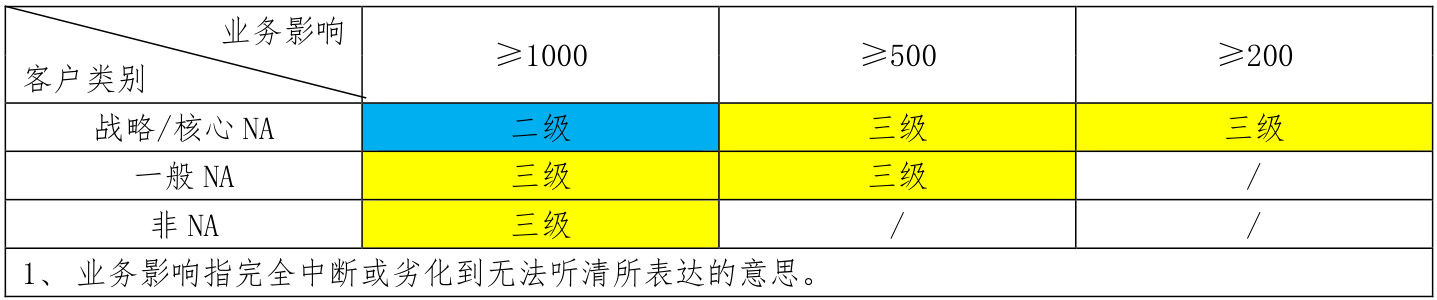 业务影响
客户类别
≥1000 ≥500 ≥200
战略/核心 NA 二级 三级 三级
一般 NA 三级 三级 /
非 NA 三级 / /
1、 业务影响指完全中断或劣化到无法听清所表达的意思。